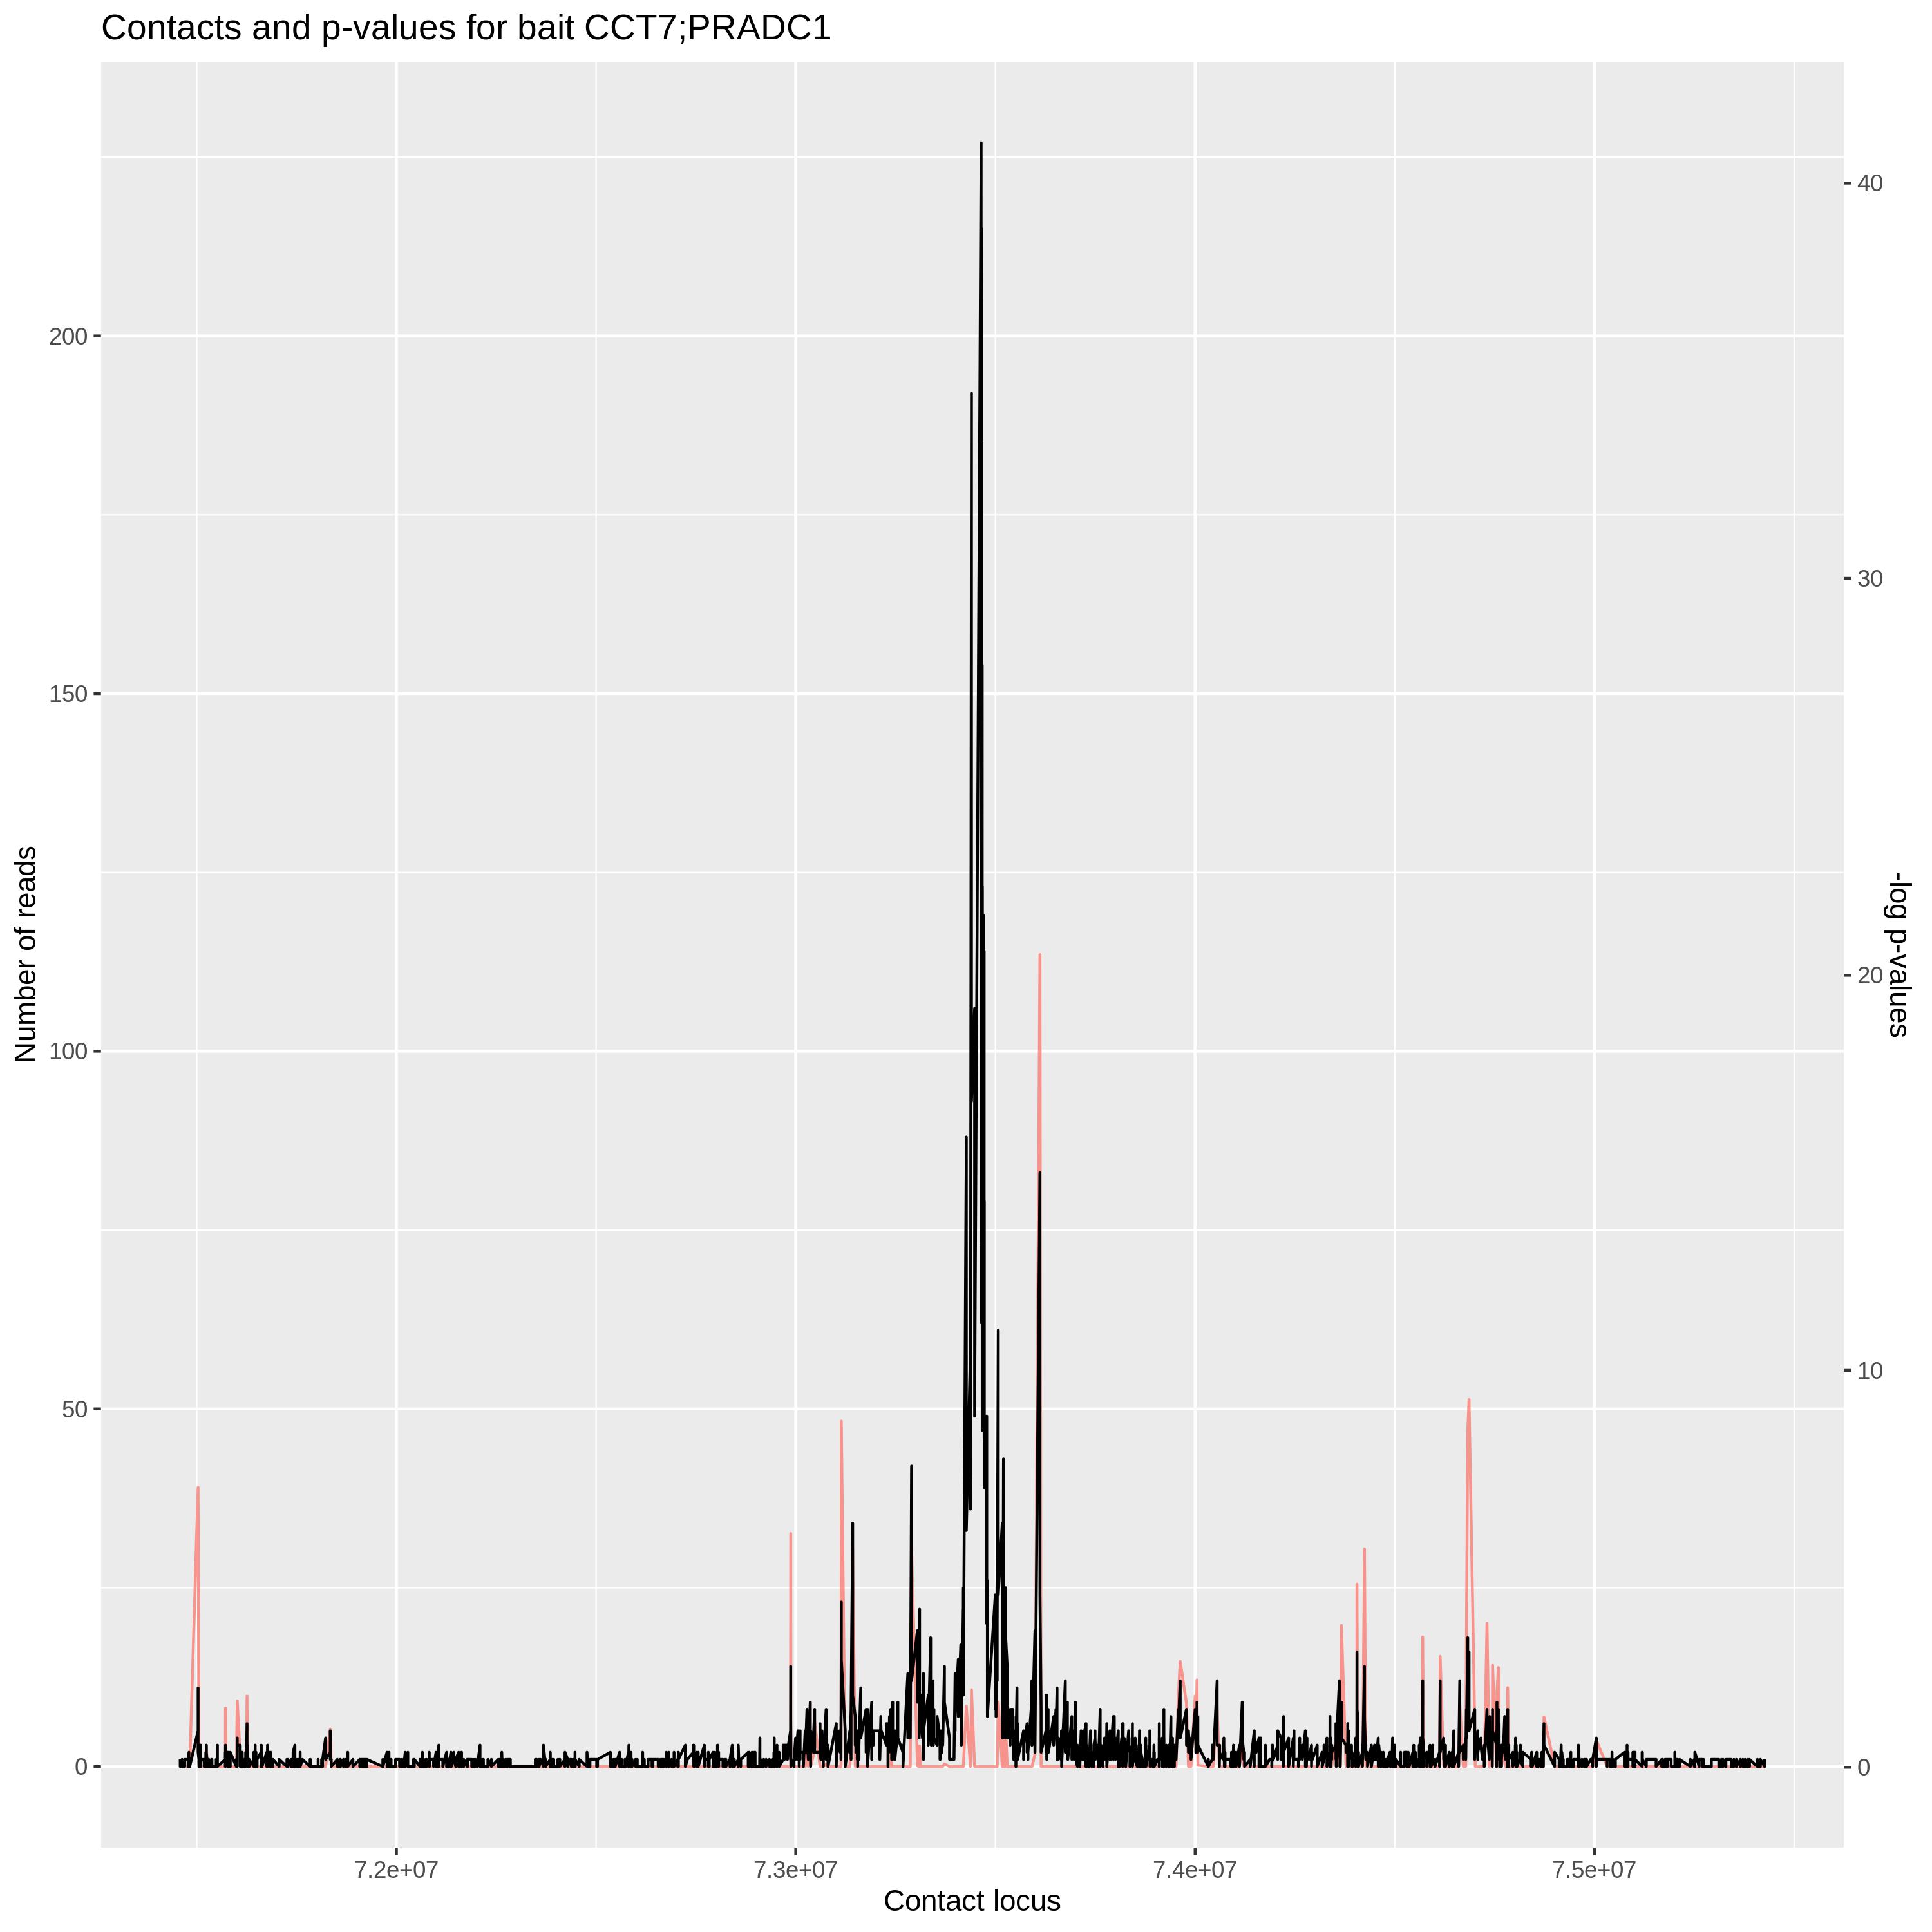 Contacts and p-values for bait CCT7;PRADC1
200
150
100
50
0
40
30
20
10
0
Number of reads
-log p-values
7.2e+07
7.3e+07
7.4e+07
7.5e+07
Contact locus